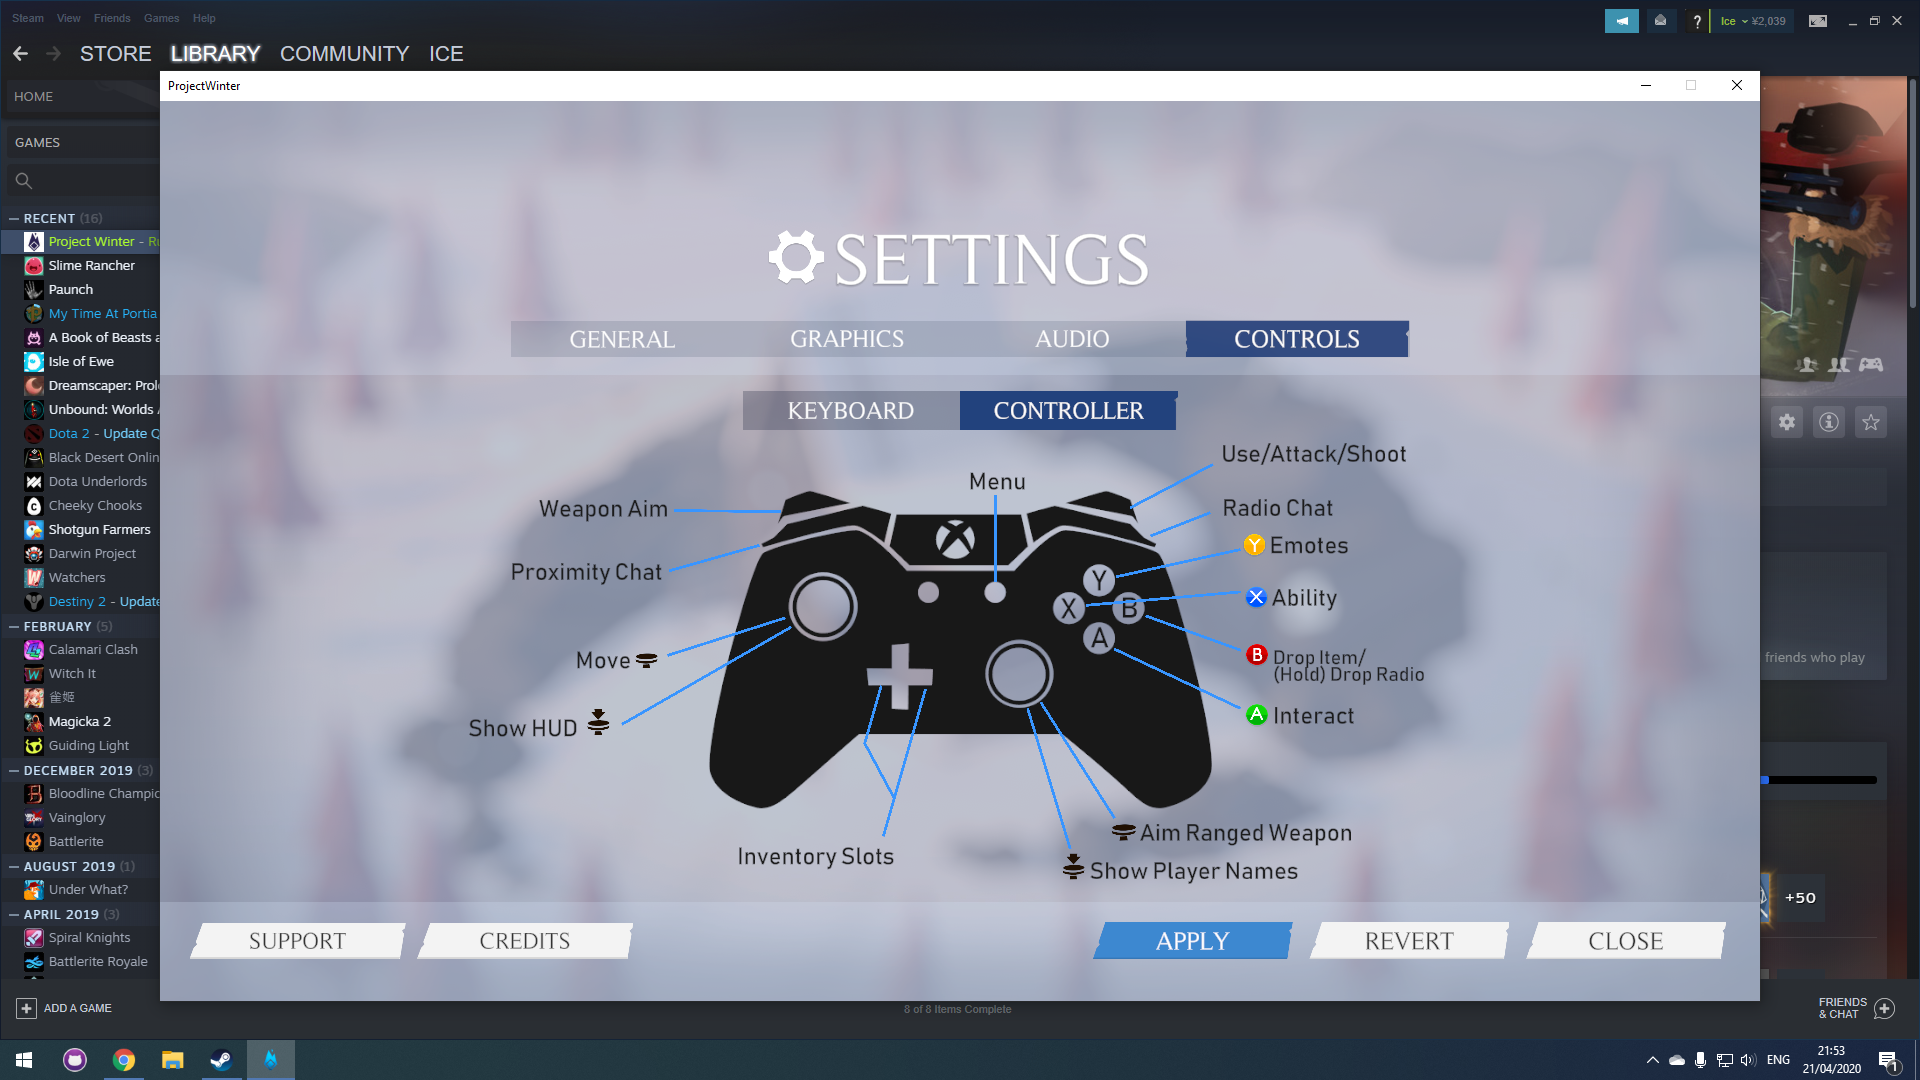 Steam View Friends Games Help
? Ice ¥2,039
STORE LIBRARY COMMUNITY ICE
ProjectWinter
HOME
GAMES
RECENT (16)
Project Winter - Ru
Slime Rancher
Paunch
My Time At Portia
A Book of Beasts a
Isle of Ewe
Dreamscaper: Prol
Unbound: Worlds A
Dota 2 - Update Q
Black Desert Onlin
Dota Underlords
Cheeky Chooks
Shotgun Farmers
Darwin Project
Watchers
Destiny 2 - Update
FEBRUARY (5)
Calamari Clash
Witch It
雀姬
Magicka 2
Guiding Light
DECEMBER 2019 (3)
Bloodline Champio
Vainglory
Battlerite
AUGUST 2019 (1)
Under What?
APRIL 2019 (3)
Spiral Knights
Battlerite Royale
ADD A GAME
SETTINGS
GENERAL GRAPHICS AUDIO CONTROLS
KEYBOARD CONTROLLER
Use/Attack/Shoot
Menu
Weapon Aim
Radio Chat
Y Emotes
Proximity Chat
Y
X Ability
X B
A
B Drop Item/
(Hold) Drop Radio
Move
A Interact
Show HUD
Aim Ranged Weapon
Inventory Slots
Show Player Names
SUPPORT CREDITS APPLY REVERT CLOSE
friends who play
+50
8 of 8 Items Complete
FRIENDS
& CHAT
ENG
21:53
21/04/2020
1